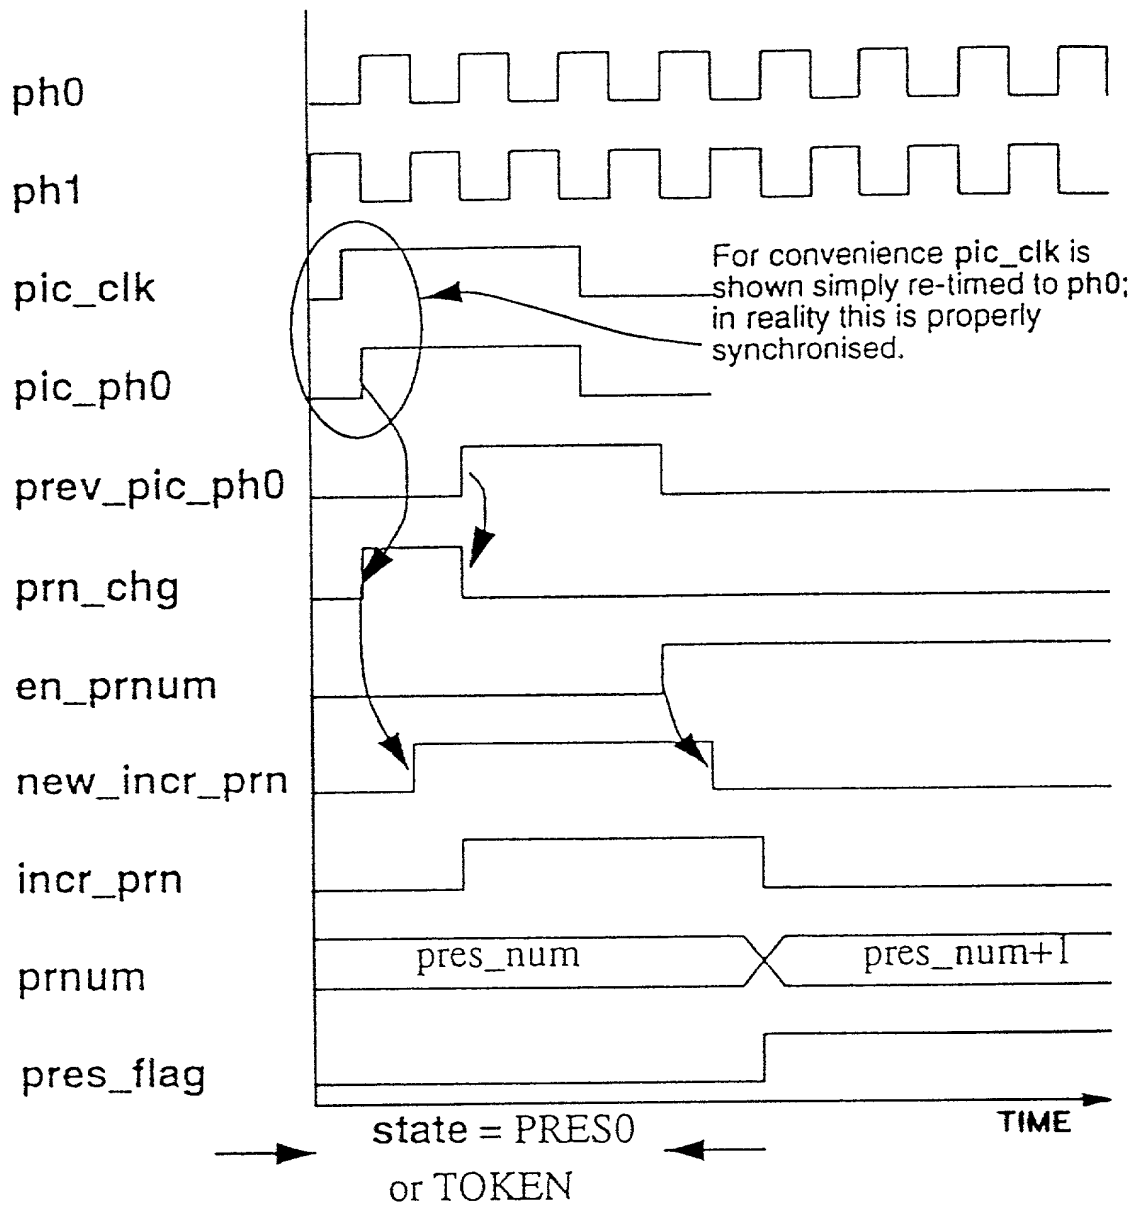 ph0
ph1
pic_clk
For convenience pic_clk is
shown simply re-timed to ph0;
in reality this is properly
synchronised.
pic_ph0
prev_pic_ph0
prn_chg
en_prnum
new_incr_prn
incr_prn
prnum
pres_num
pres_num+1
pres_flag
TIME
state = PRES0
or TOKEN